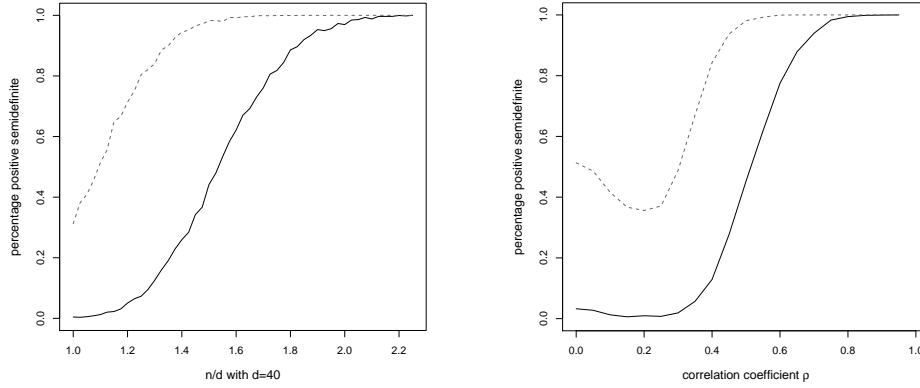 percentage positive semidefinite
1.0
0.8
0.6
0.4
0.2
0.0
1.0 1.2 1.4 1.6 1.8 2.0 2.2
n/d with d=40
percentage positive semidefinite
1.0
0.8
0.6
0.4
0.2
0.0
0.0 0.2 0.4 0.6 0.8 1.0
correlation coefficient ρ